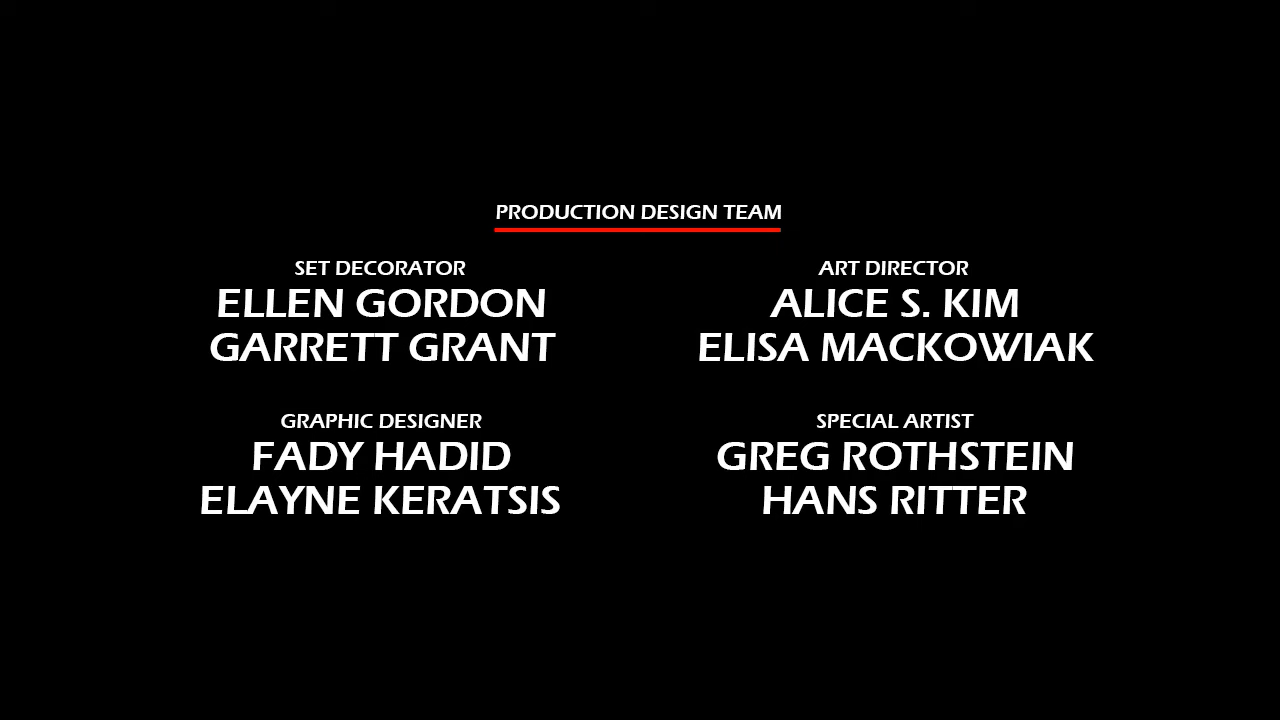 PRODUCTION DESIGN TEAM
SET DECORATOR
ELLEN GORDON
GARRETT GRANT
ART DIRECTOR
ALICE S. KIM
ELISA MACKOWIAK
GRAPHIC DESIGNER
FADY HADID
ELAYNE KERATSIS
SPECIAL ARTIST
GREG ROTHSTEIN
HANS RITTER